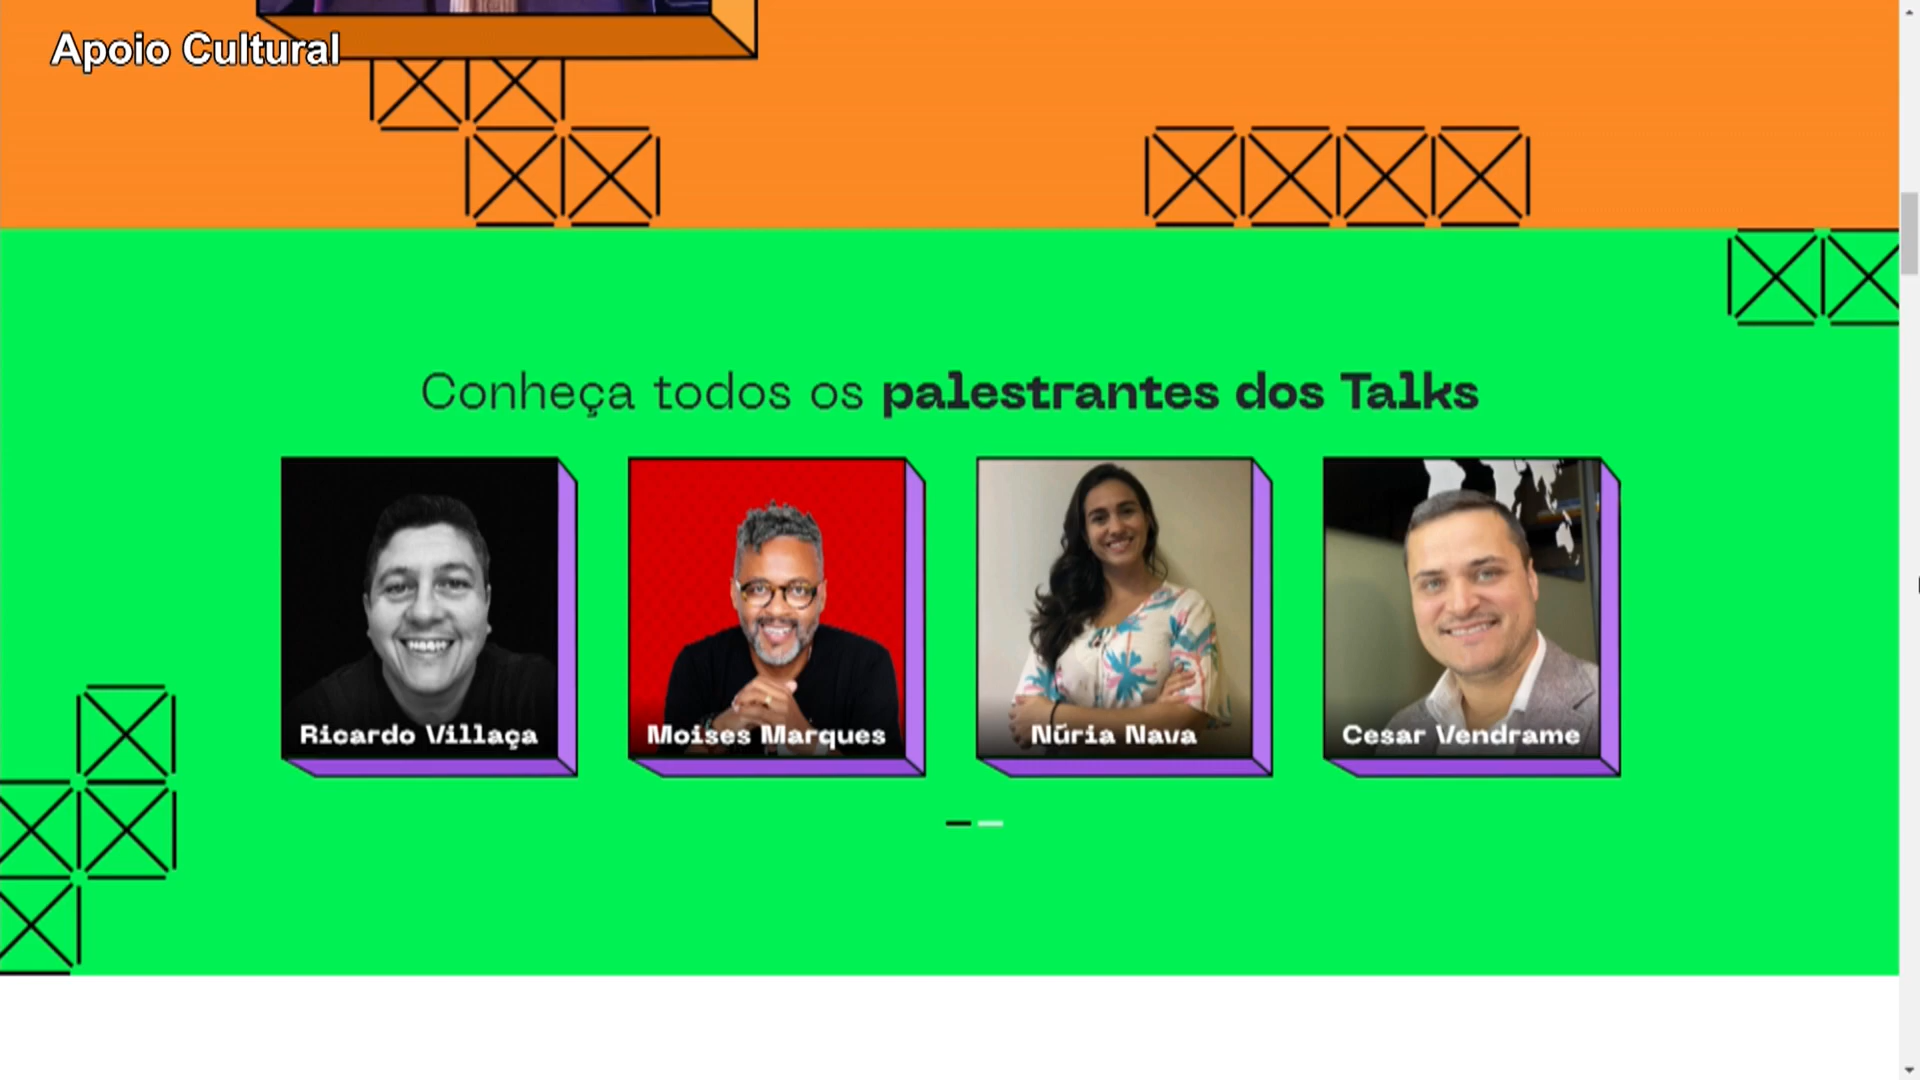 Apoio Cultural
Conheça todos os palestrantes dos Talks
Ricardo Villaça
Moises Marques
Núria Nava
Cesar Vendrame